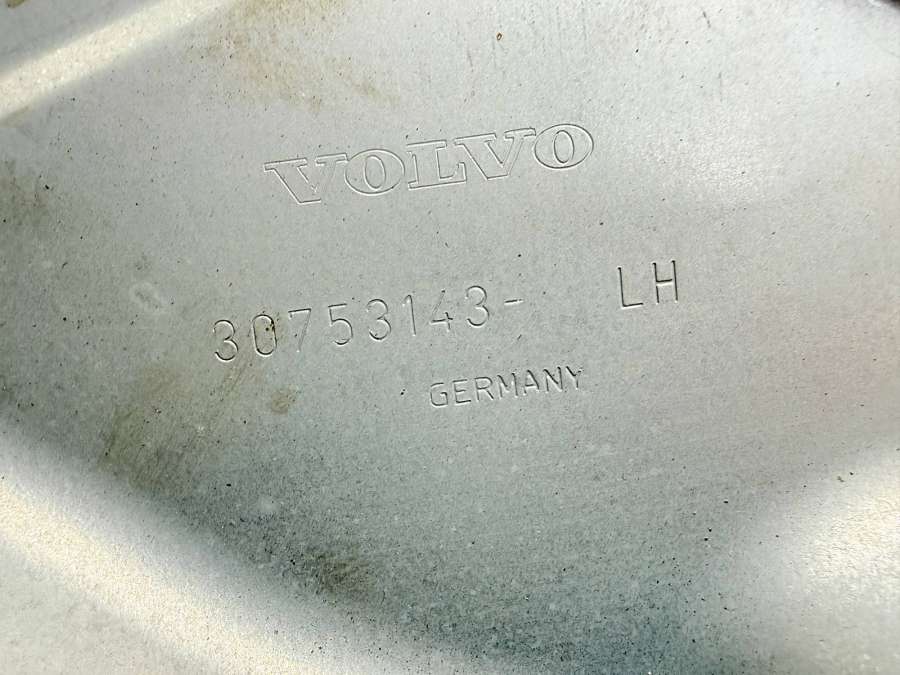 VOLVO
30753143- LH
GERMANY